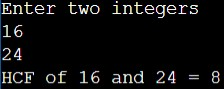 Enter two integers
16
24
HCF of 16 and 24 = 8